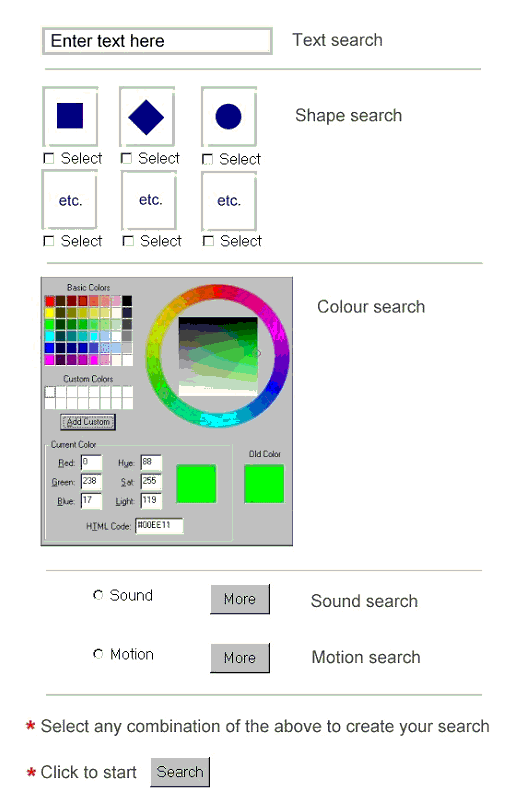 Enter text here Text search
Shape search
Select Select Select
etc. etc. etc.
Select Select Select
Colour search
Basic Colors
Custom Colors
Add Custom
Current Color
Old Color
Red: 0 Hye: 88
Green: 238 Sat: 255
Blue: 17 Light: 119
HTML Code: #00EE11
Sound More Sound search
Motion More Motion search
* Select any combination of the above to create your search
* Click to start Search